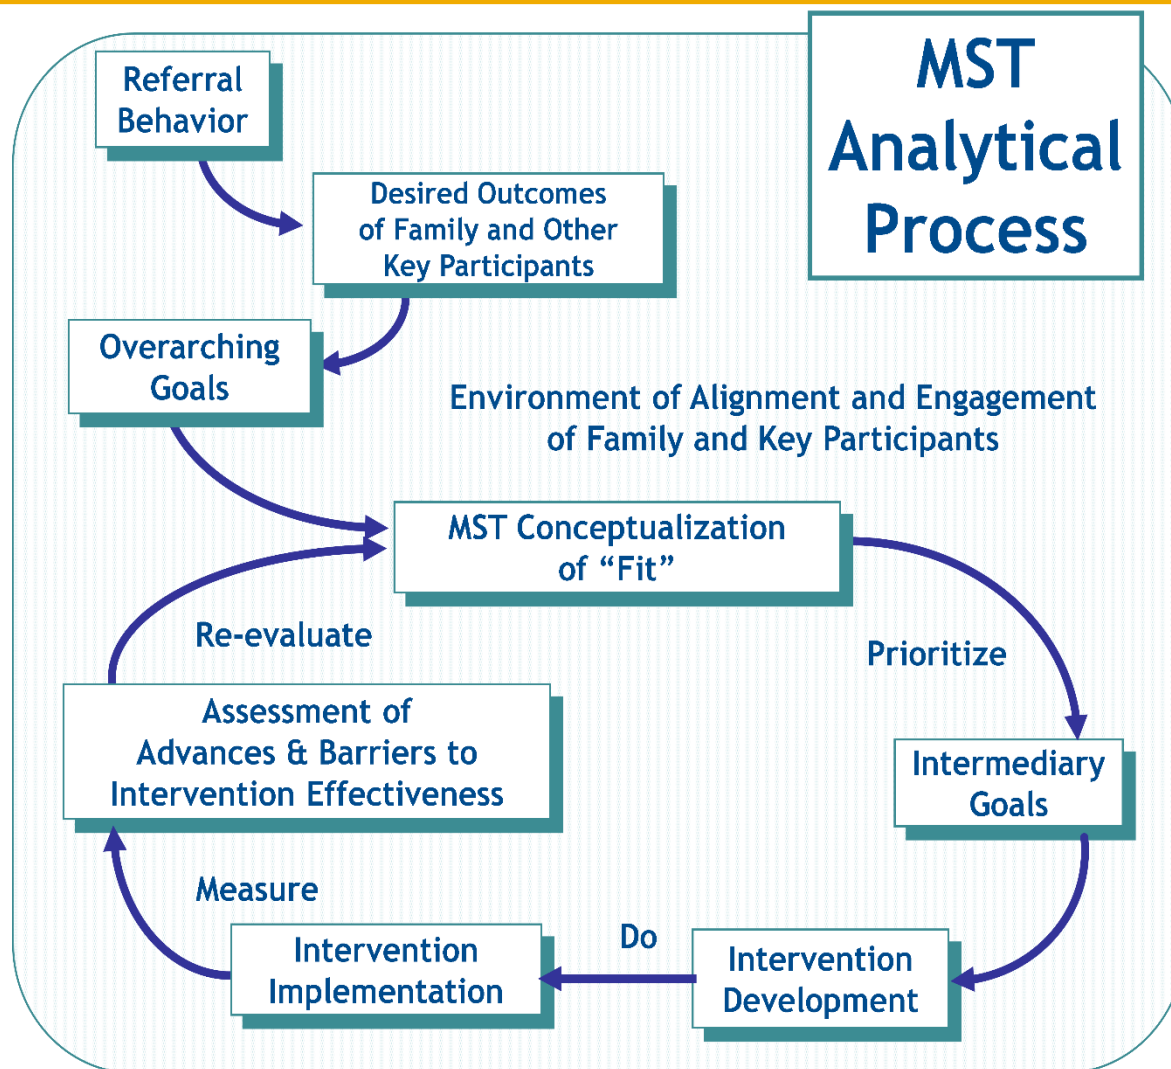 MST
Analytical
Process
Referral
Behavior
Desired Outcomes
of Family and Other
Key Participants
Overarching
Goals
Environment of Alignment and Engagement
of Family and Key Participants
MST Conceptualization
of “Fit”
Re-evaluate
Prioritize
Assessment of
Advances & Barriers to
Intervention Effectiveness
Intermediary
Goals
Measure
Do
Intervention
Implementation
Intervention
Development